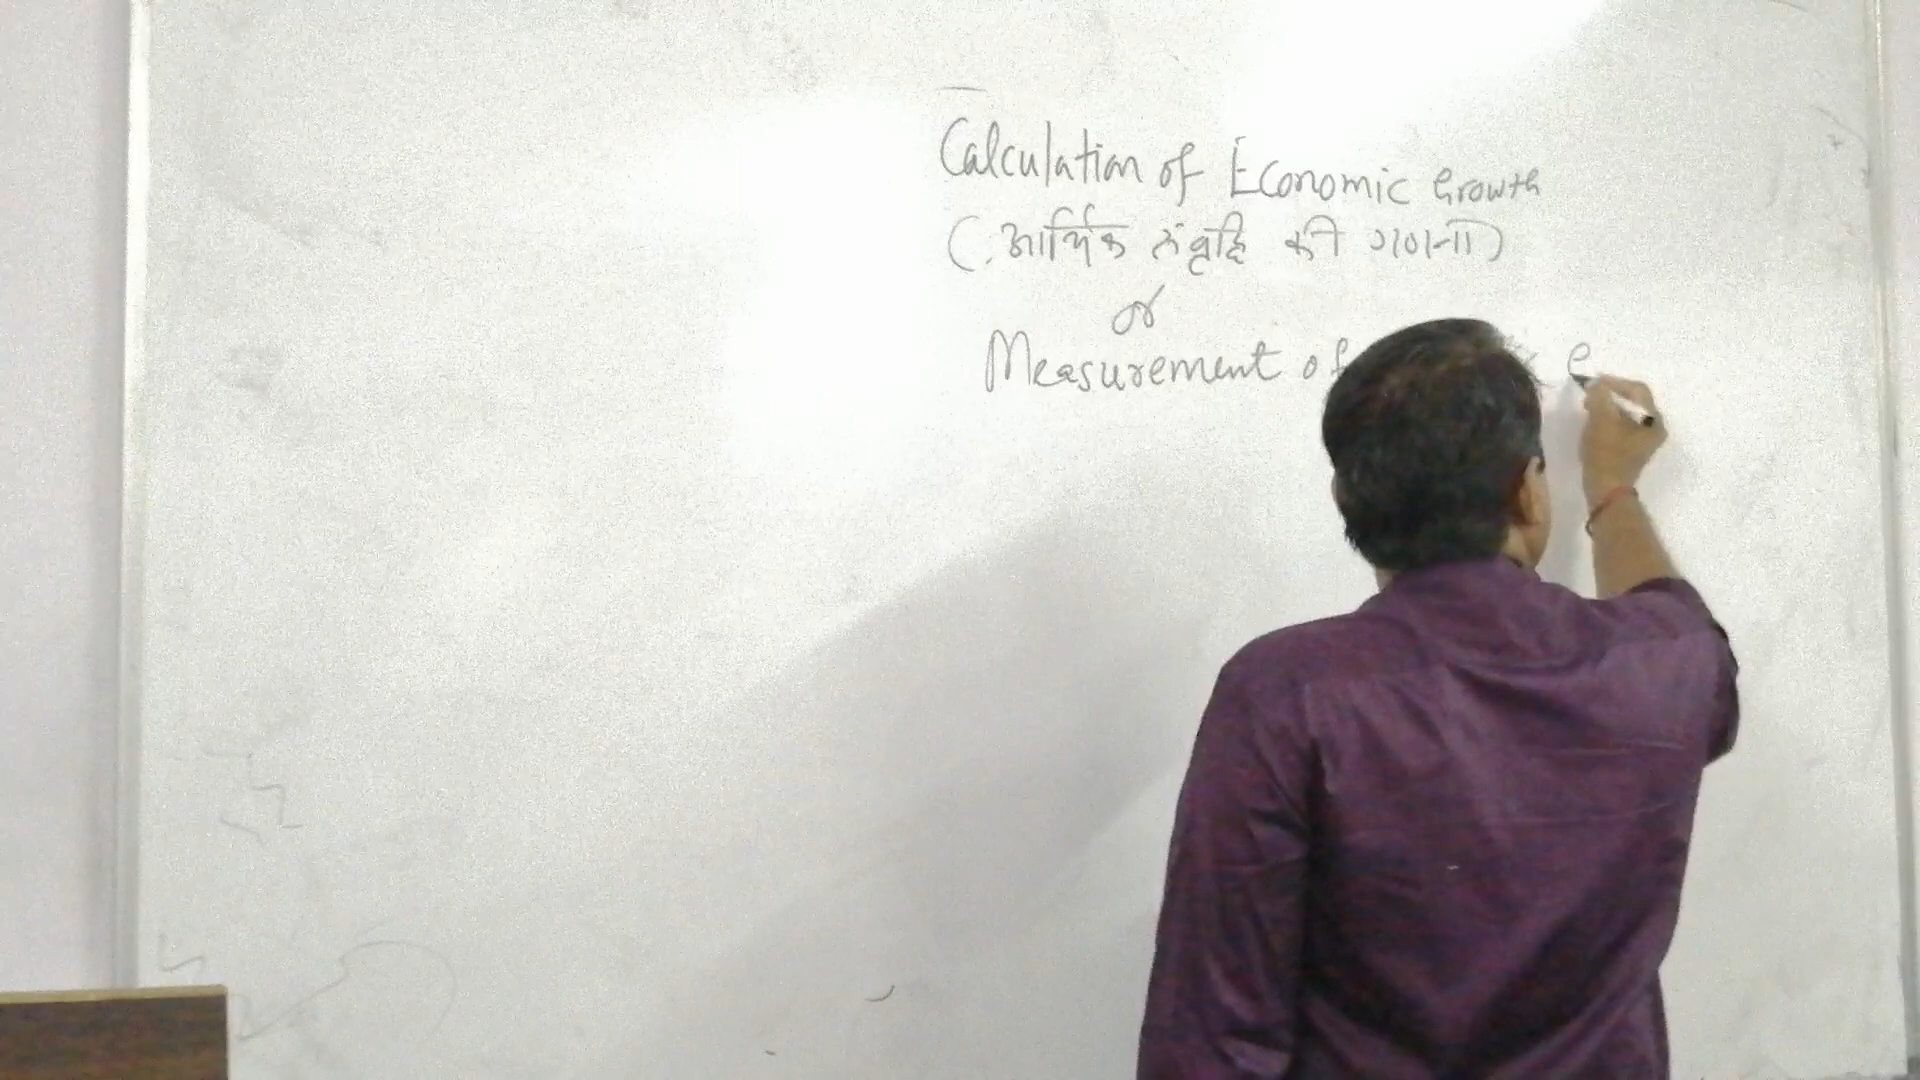 Calculation of Economic Growth
(आर्थिक संवृद्धि की गणना)
or
Measurement of